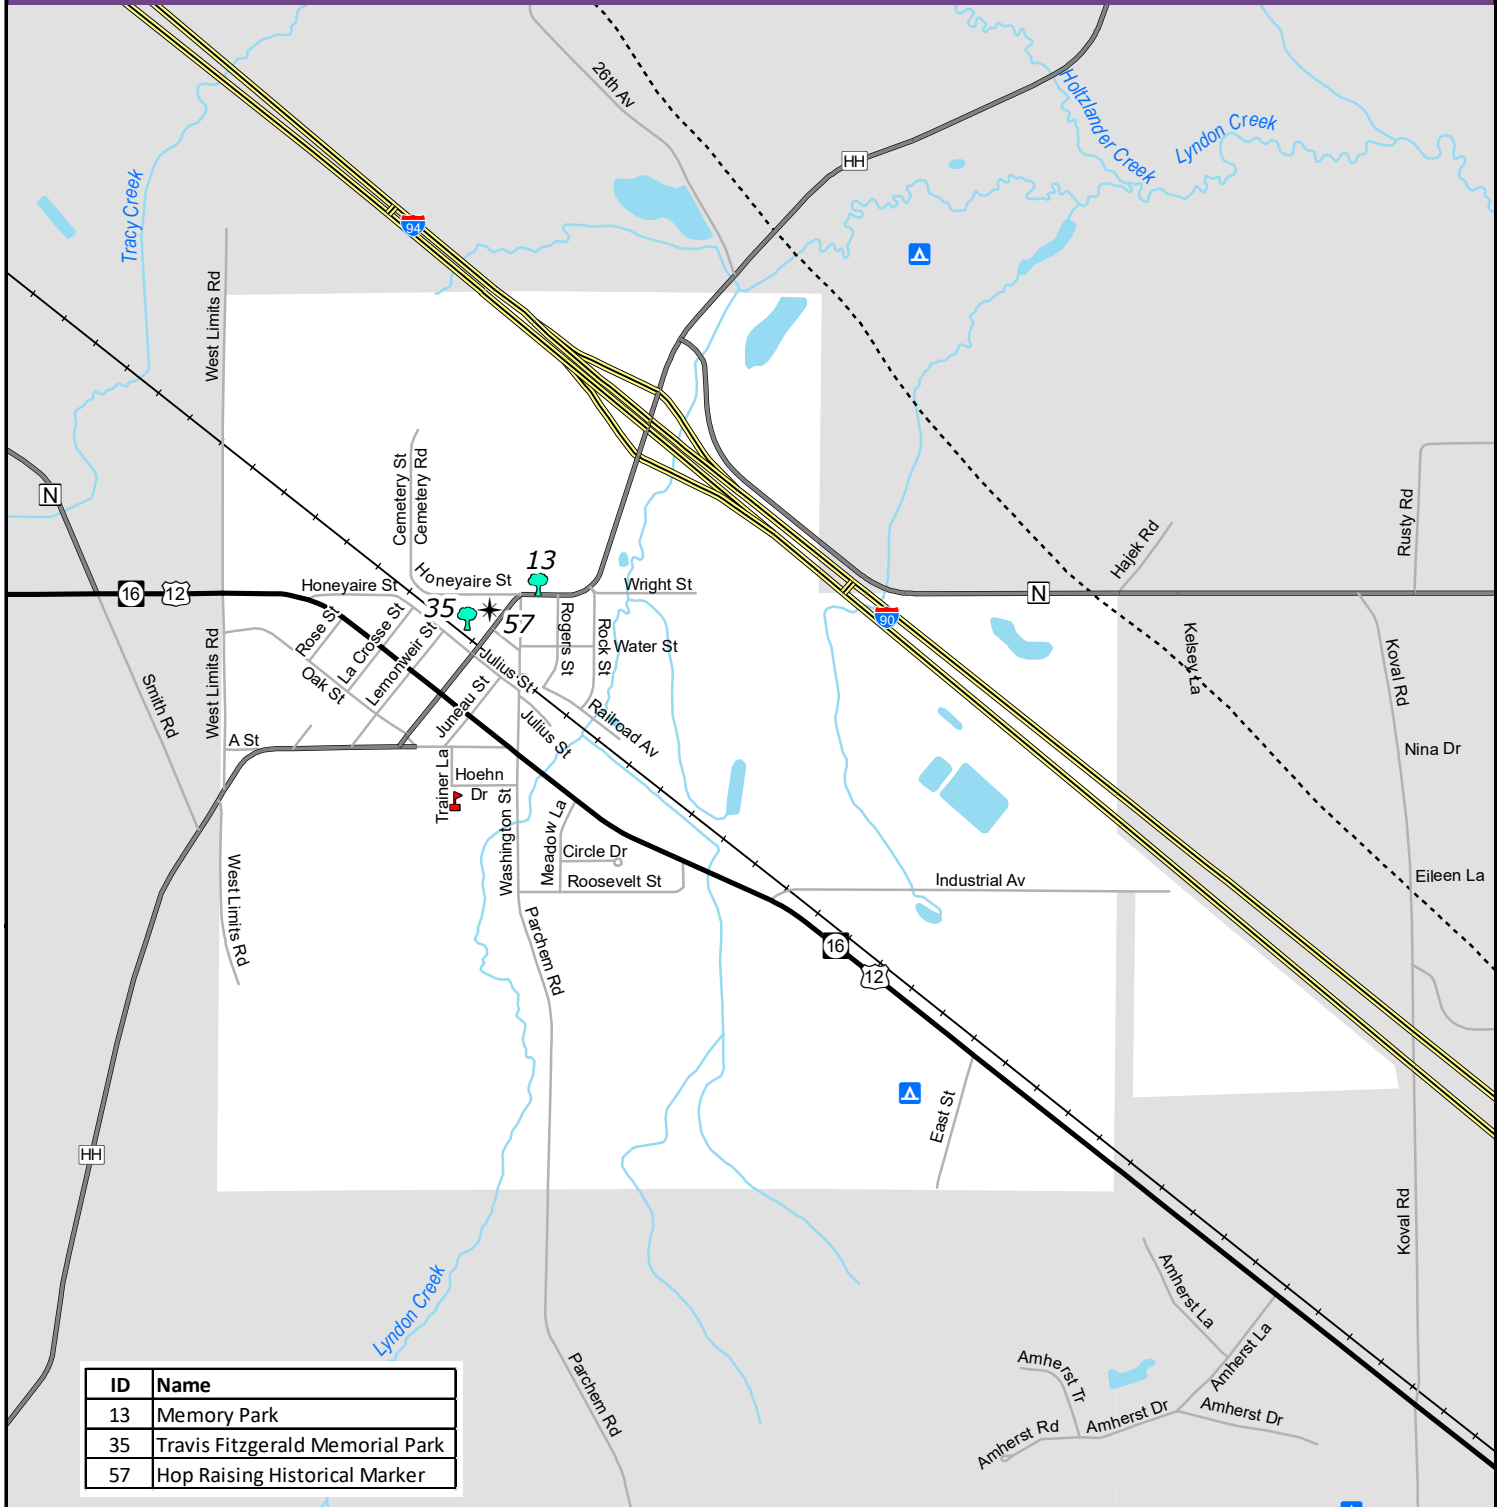 26th Av
Holtzlander Creek
Lyndon Creek
HH
Tracy Creek
94
West Limits Rd
N
Cemetery St
Cemetery Rd
Rusty Rd
Hajek Rd
13
Honeyaire St
Honeyaire St
Wright St
16
12
N
35
57
90
Rose St
La Crosse St
Lemonweir St
Rogers St
Rock St
Water St
Kelsey La
Koval Rd
West Limits Rd
Smith Rd
Oak St
Julius St
Juneau St
Julius St
Railroad Av
A St
Nina Dr
Trainer La
Hoehn
Dr
Washington St
Meadow La
Circle Dr
Roosevelt St
Industrial Av
Eileen La
West Limits Rd
Parchem Rd
16
12
East St
HH
Koval Rd
Lyndon Creek
Amherst La
Amherst La
Amherst Tr
Amherst Dr
Amherst Dr
Amherst Rd
Parchem Rd
ID Name
13 Memory Park
35 Travis Fitzgerald Memorial Park
57 Hop Raising Historical Marker